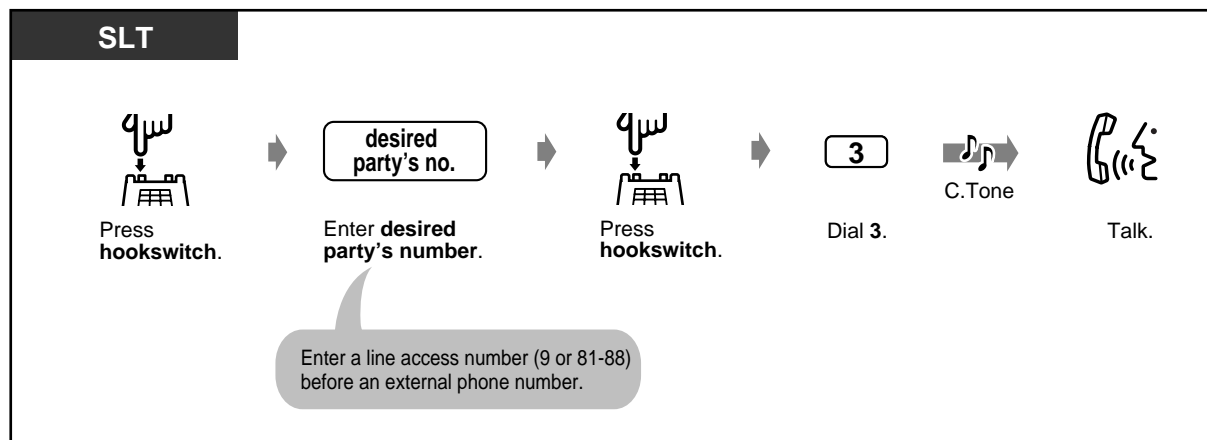 SLT
desired
party's no.
3
C.Tone
Press
hookswitch.
Enter desired
party's number.
Press
hookswitch.
Dial 3.
Talk.
Enter a line access number (9 or 81-88)
before an external phone number.